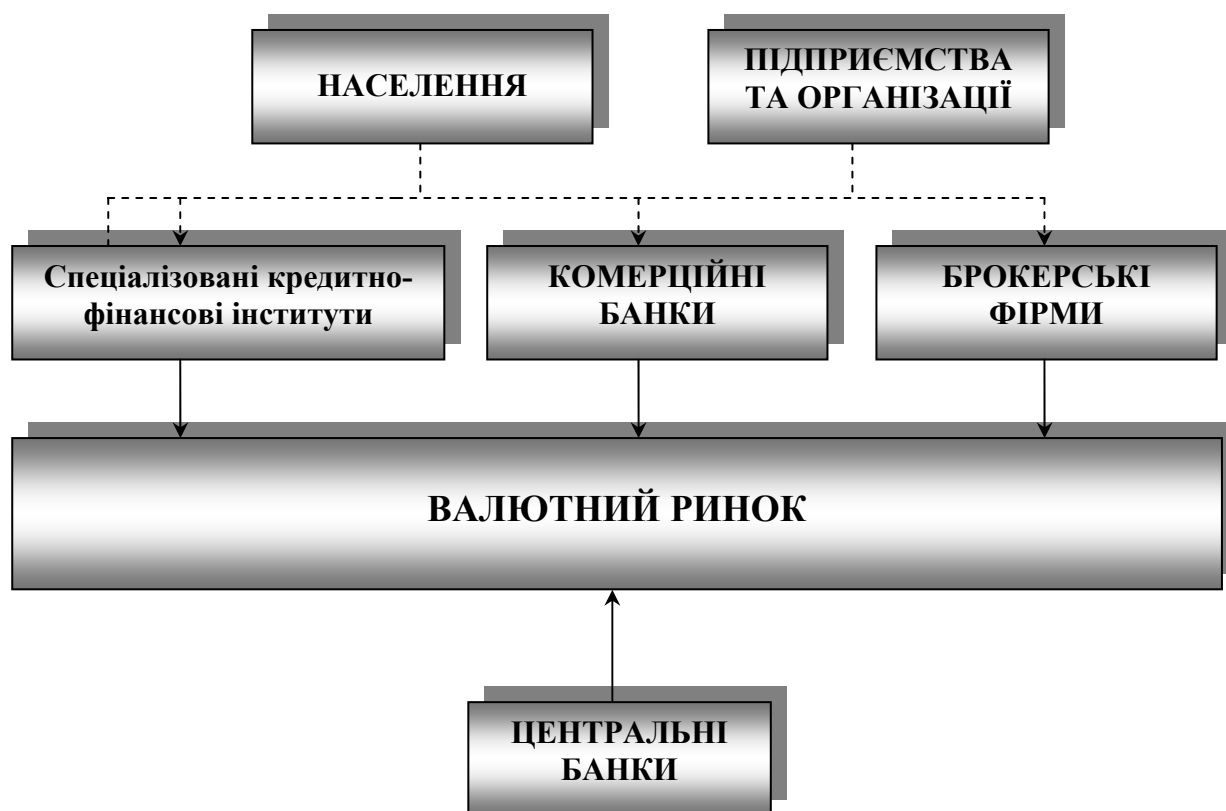 НАСЕЛЕННЯ
ПІДПРИЄМСТВА
ТА ОРГАНІЗАЦІЇ
Спеціалізовані кредитно-
фінансові інститути
КОМЕРЦІЙНІ
БАНКИ
БРОКЕРСЬКІ
ФІРМИ
ВАЛЮТНИЙ РИНОК
ЦЕНТРАЛЬНІ
БАНКИ